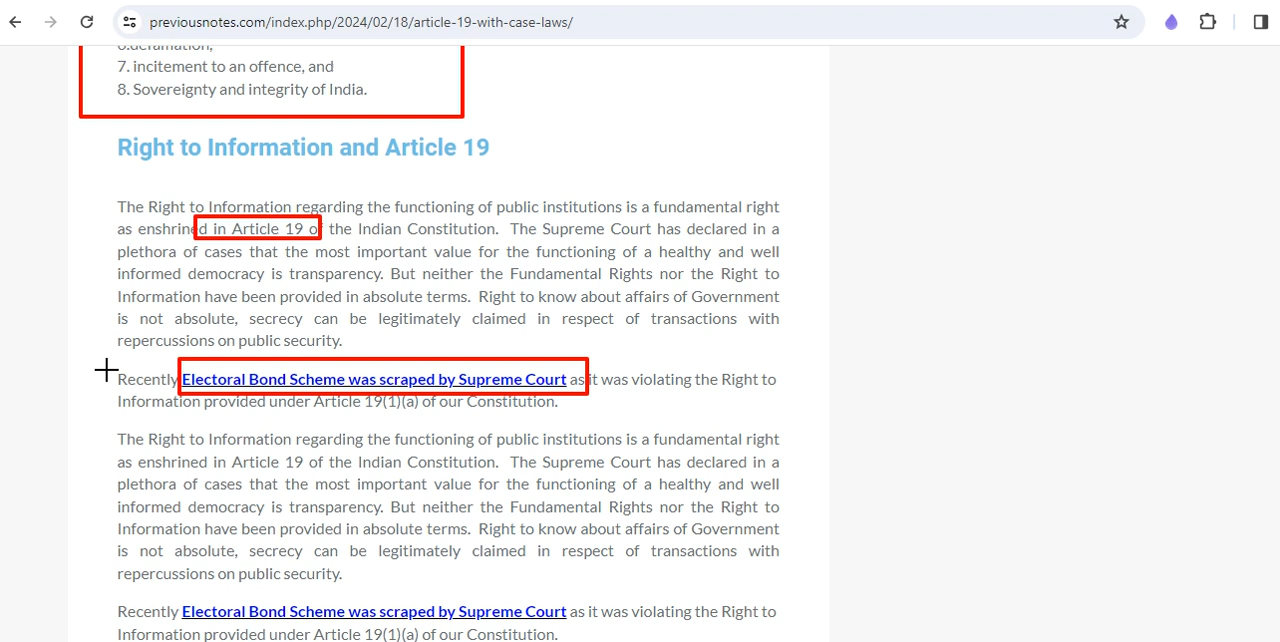 previousnotes.com/index.php/2024/02/18/article-19-with-case-laws/
6.defamation,
7. incitement to an offence, and
8. Sovereignty and integrity of India.
Right to Information and Article 19
The Right to Information regarding the functioning of public institutions is a fundamental right
as enshrined in Article 19 of the Indian Constitution. The Supreme Court has declared in a
plethora of cases that the most important value for the functioning of a healthy and well
informed democracy is transparency. But neither the Fundamental Rights nor the Right to
Information have been provided in absolute terms. Right to know about affairs of Government
is not absolute, secrecy can be legitimately claimed in respect of transactions with
repercussions on public security.
Recently Electoral Bond Scheme was scraped by Supreme Court as it was violating the Right to
Information provided under Article 19(1)(a) of our Constitution.
The Right to Information regarding the functioning of public institutions is a fundamental right
as enshrined in Article 19 of the Indian Constitution. The Supreme Court has declared in a
plethora of cases that the most important value for the functioning of a healthy and well
informed democracy is transparency. But neither the Fundamental Rights nor the Right to
Information have been provided in absolute terms. Right to know about affairs of Government
is not absolute, secrecy can be legitimately claimed in respect of transactions with
repercussions on public security.
Recently Electoral Bond Scheme was scraped by Supreme Court as it was violating the Right to
Information provided under Article 19(1)(a) of our Constitution.